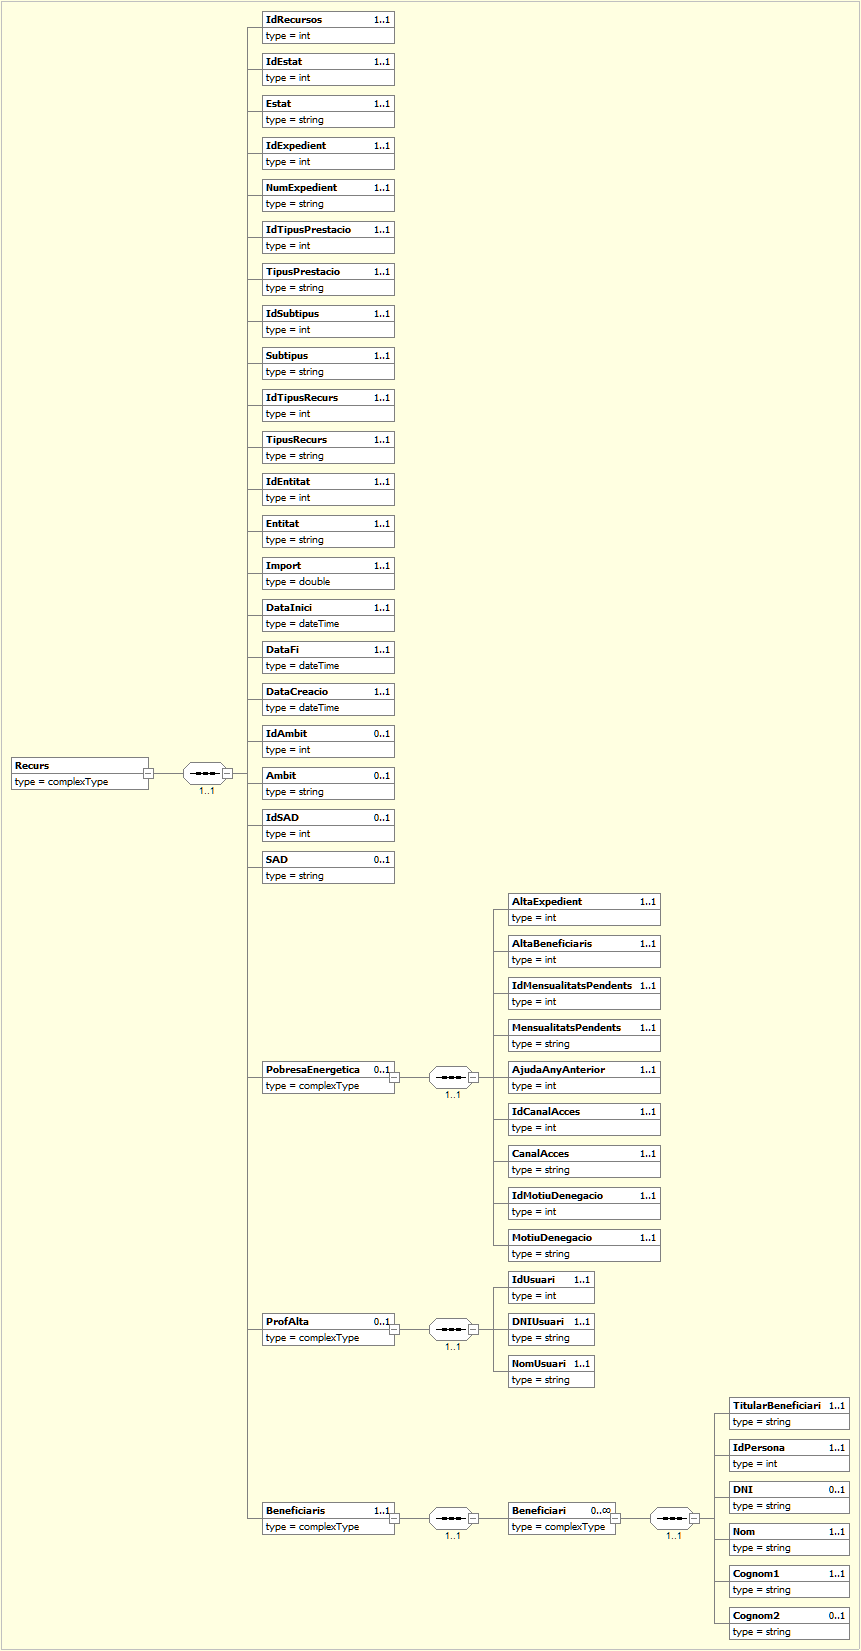 IdRecursos 1..1
type = int
IdEstat 1..1
type = int
Estat 1..1
type = string
IdExpedient 1..1
type = int
NumExpedient 1..1
type = string
IdTipusPrestacio 1..1
type = int
TipusPrestacio 1..1
type = string
IdSubtipus 1..1
type = int
Subtipus 1..1
type = string
IdTipusRecurs 1..1
type = int
TipusRecurs 1..1
type = string
IdEntitat 1..1
type = int
Entitat 1..1
type = string
Import 1..1
type = double
DataInici 1..1
type = dateTime
DataFi 1..1
type = dateTime
DataCreacio 1..1
type = dateTime
IdAmbit 0..1
type = int
Recurs
type = complexType
1..1
Ambit 0..1
type = string
IdSAD 0..1
type = int
SAD 0..1
type = string
PobresaEnergetica 0..1
type = complexType
1..1
AltaExpedient 1..1
type = int
AltaBeneficiaris 1..1
type = int
IdMensualitatsPendents 1..1
type = int
MensualitatsPendents 1..1
type = string
AjudaAnyAnterior 1..1
type = int
IdCanalAcces 1..1
type = int
CanalAcces 1..1
type = string
IdMotiuDenegacio 1..1
type = int
MotiuDenegacio 1..1
type = string
ProfAlta 0..1
type = complexType
1..1
IdUsuari 1..1
type = int
DNIUsuari 1..1
type = string
NomUsuari 1..1
type = string
Beneficiaris 1..1
type = complexType
1..1
Beneficiari 0..∞
type = complexType
1..1
TitularBeneficiari 1..1
type = string
IdPersona 1..1
type = int
DNI 0..1
type = string
Nom 1..1
type = string
Cognom1 1..1
type = string
Cognom2 0..1
type = string